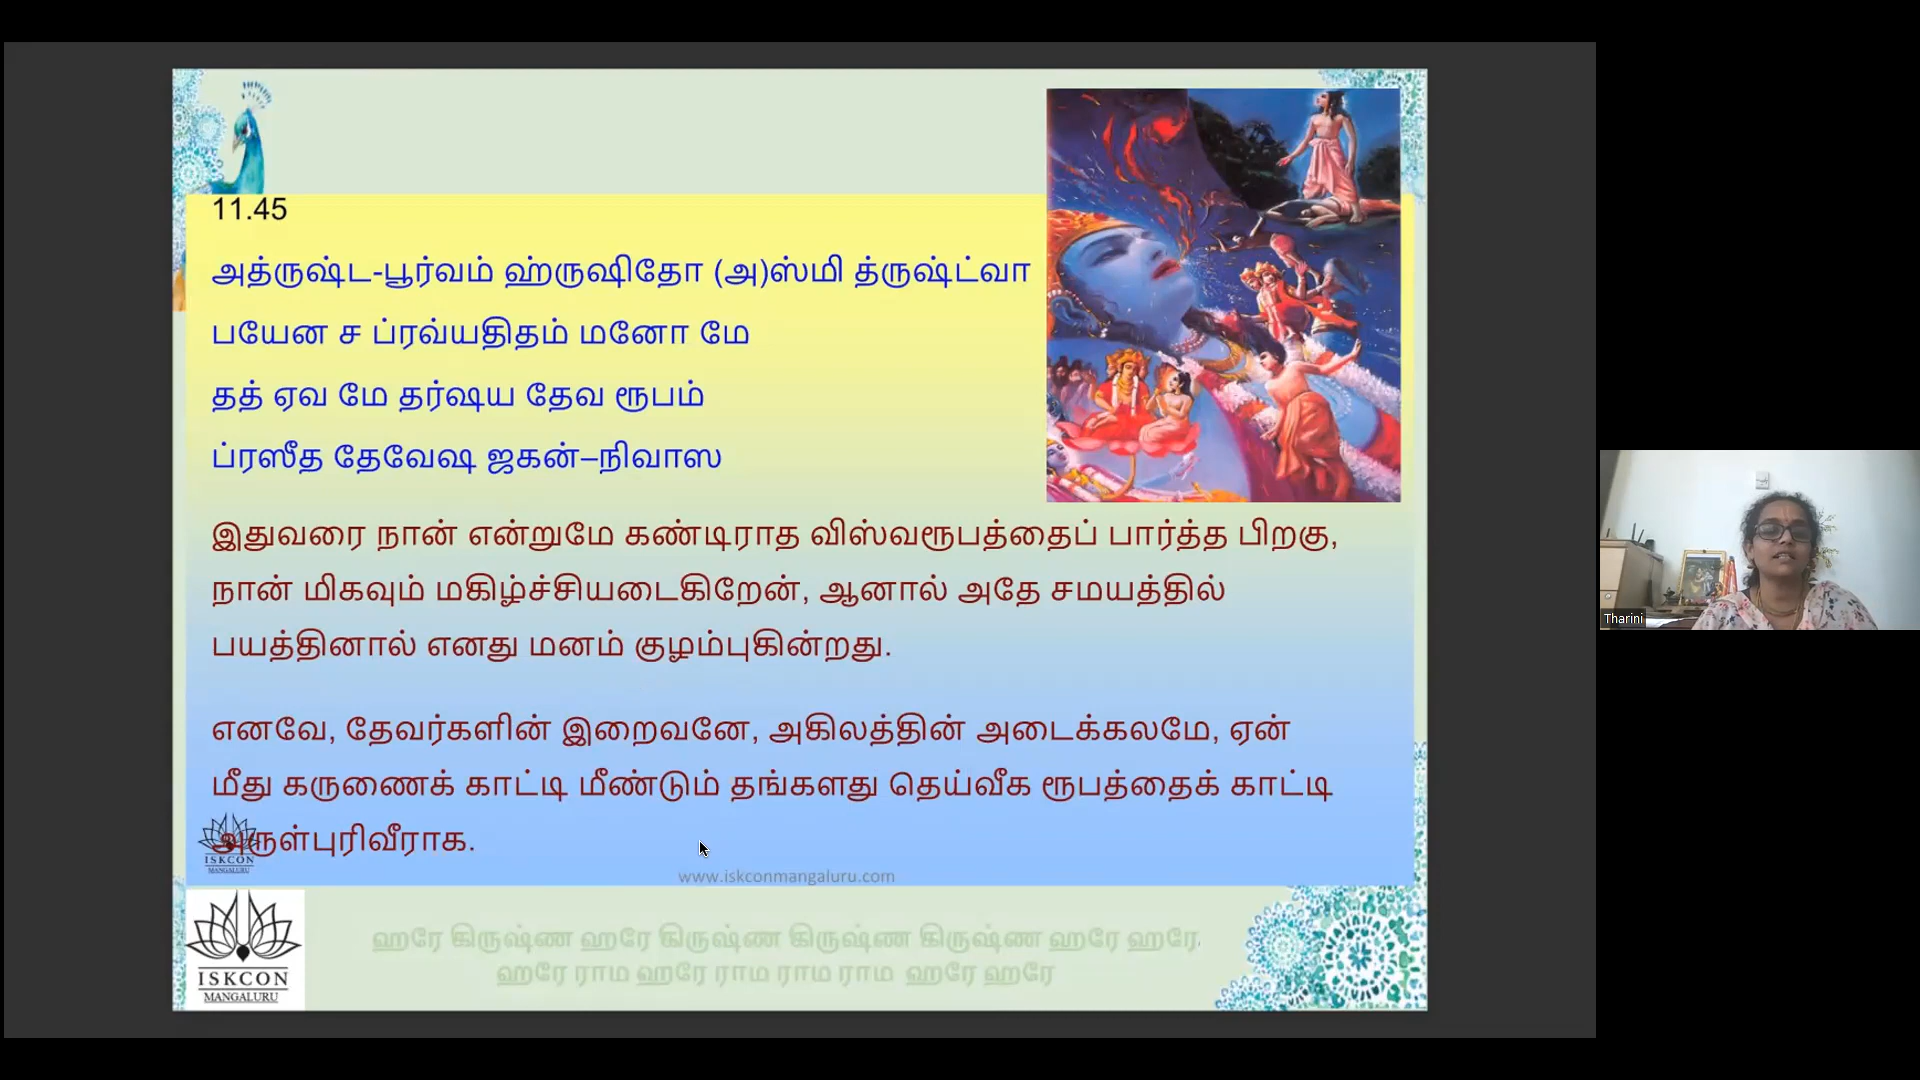 11.45
அத்ருஷ்ட-பூர்வம் ஹ்ருஷிதோ (அ)ஸ்மி த்ருஷ்ட்வா
பயேன ச ப்ரவ்யதிதம் மனோ மே
தத் ஏவ மே தர்ஷய தேவ ரூபம்
ப்ரஸீத தேவேஷ ஜகன்–நிவாஸ
இதுவரை நான் என்றுமே கண்டிராத விஸ்வரூபத்தைப் பார்த்த பிறகு,
நான் மிகவும் மகிழ்ச்சியடைகிறேன், ஆனால் அதே சமயத்தில்
பயத்தினால் எனது மனம் குழம்புகின்றது.
எனவே, தேவர்களின் இறைவனே, அகிலத்தின் அடைக்கலமே, ஏன்
மீது கருணைக் காட்டி மீண்டும் தங்களது தெய்வீக ரூபத்தைக் காட்டி
அருள்புரிவீராக.
ISKCON
MANGALURU
www.iskconmangaluru.com
ISKCON
MANGALURU
ஹரே கிருஷ்ண ஹரே கிருஷ்ண கிருஷ்ண கிருஷ்ண ஹரே ஹரே
ஹரே ராம ஹரே ராம ராம ராம ஹரே ஹரே
Tharini